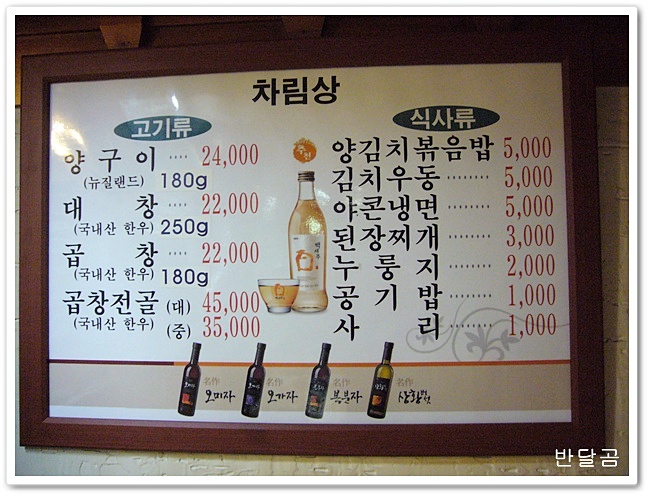 차림상
고기류
양구이 ···· 24,000
(뉴질랜드) 180g
대 창 ···· 22,000
(국내산 한우) 250g
곱 창 ···· 22,000
(국내산 한우) 180g
곱창전골 (대) 45,000
(국내산 한우) (중) 35,000
식사류
양김치볶음밥 5,000
김치우동 ········ 5,000
야콘냉면 ········ 5,000
된장찌개 ········ 3,000
누룽지 ········ 2,000
공기밥 ········ 1,000
사리 ········ 1,000
추천
名作 오미자
名作 오가자
名作 복분자
名作 상황
반달곰